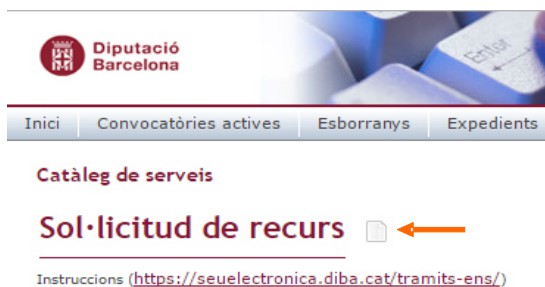 Diputació
Barcelona
Enter
Inici Convocatòries actives Esborranys Expedients
Catàleg de serveis
Sol·licitud de recurs
Instruccions (https://seuelectronica.diba.cat/tramits-ens/)